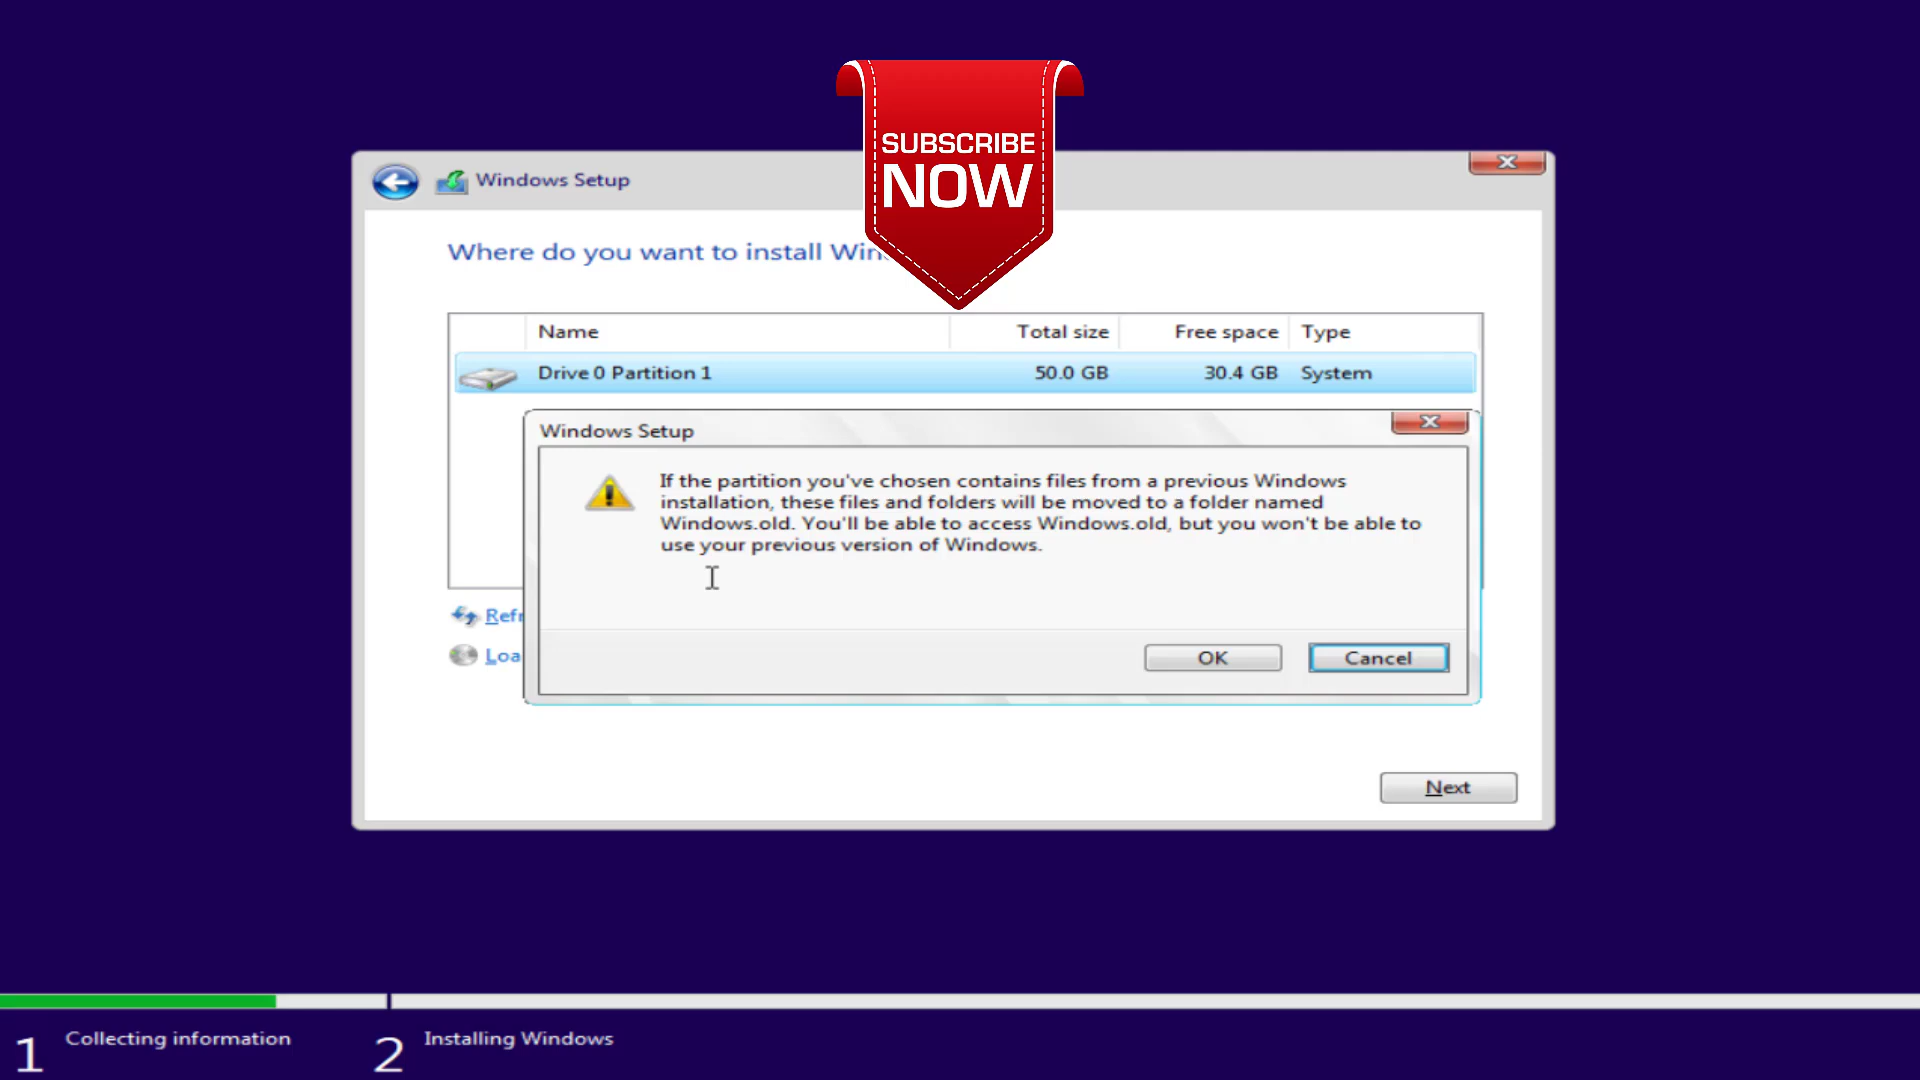 SUBSCRIBE
NOW
Windows Setup
Where do you want to install
Name Total size Free space Type
Drive 0 Partition 1 50.0 GB 30.4 GB System
Windows Setup
If the partition you've chosen contains files from a previous Windows
installation, these files and folders will be moved to a folder named
Windows.old. You'll be able to access Windows.old, but you won't be able to
use your previous version of Windows.
Refr
Loa
OK Cancel
Next
1 Collecting information 2 Installing Windows